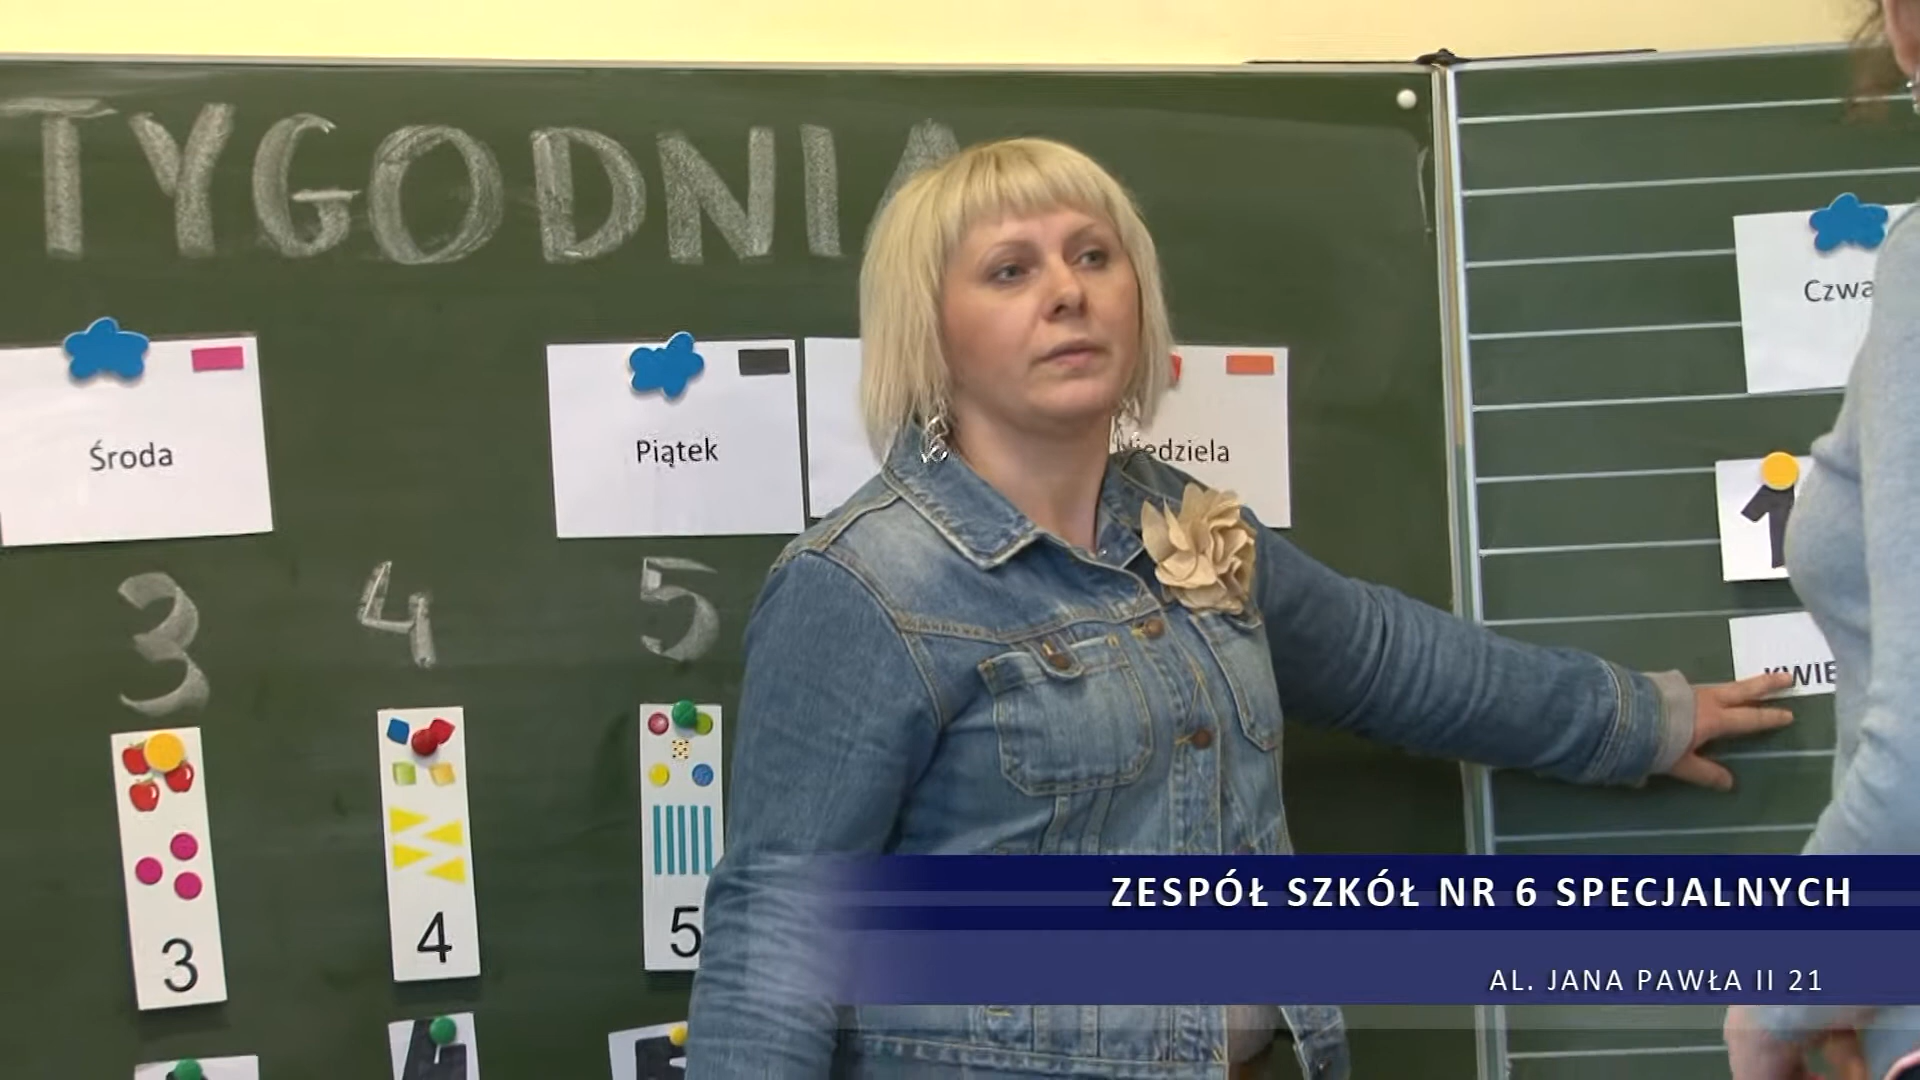 TYGODNIA
Środa
Piątek
3 4 5
3
4
5
ZESPÓŁ SZKÓŁ NR 6 SPECJALNYCH
AL. JANA PAWŁA II 21